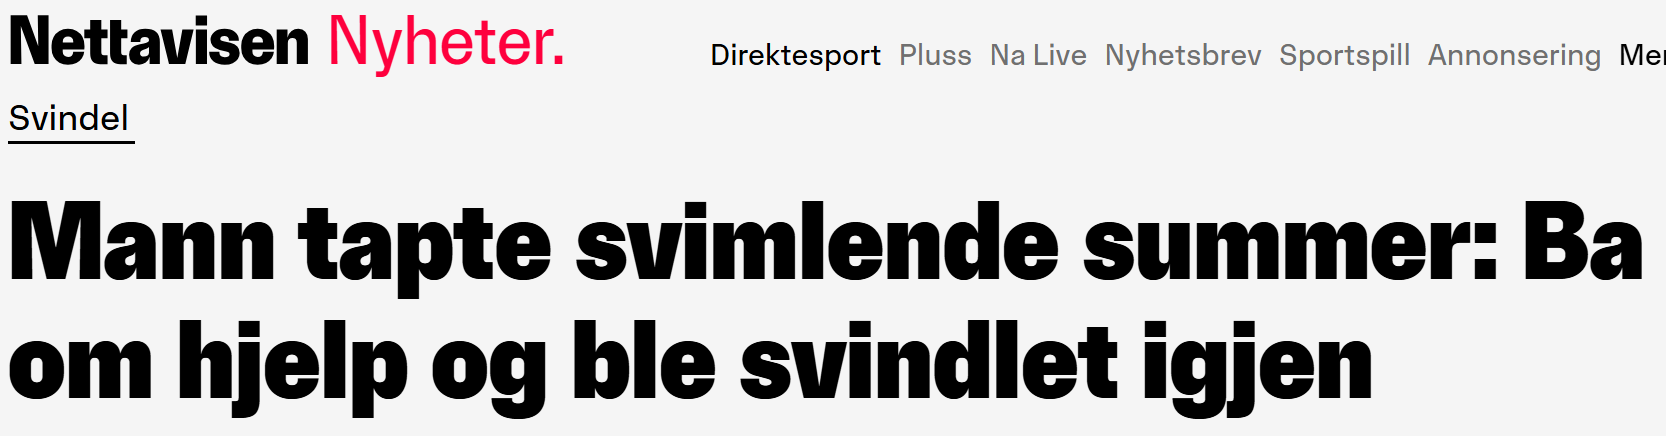 Nettavisen Nyheter.
Direktesport Pluss Na Live Nyhetsbrev Sportspill Annonsering
Svindel
Mann tapte svimlende summer: Ba
om hjelp og ble svindlet igjen